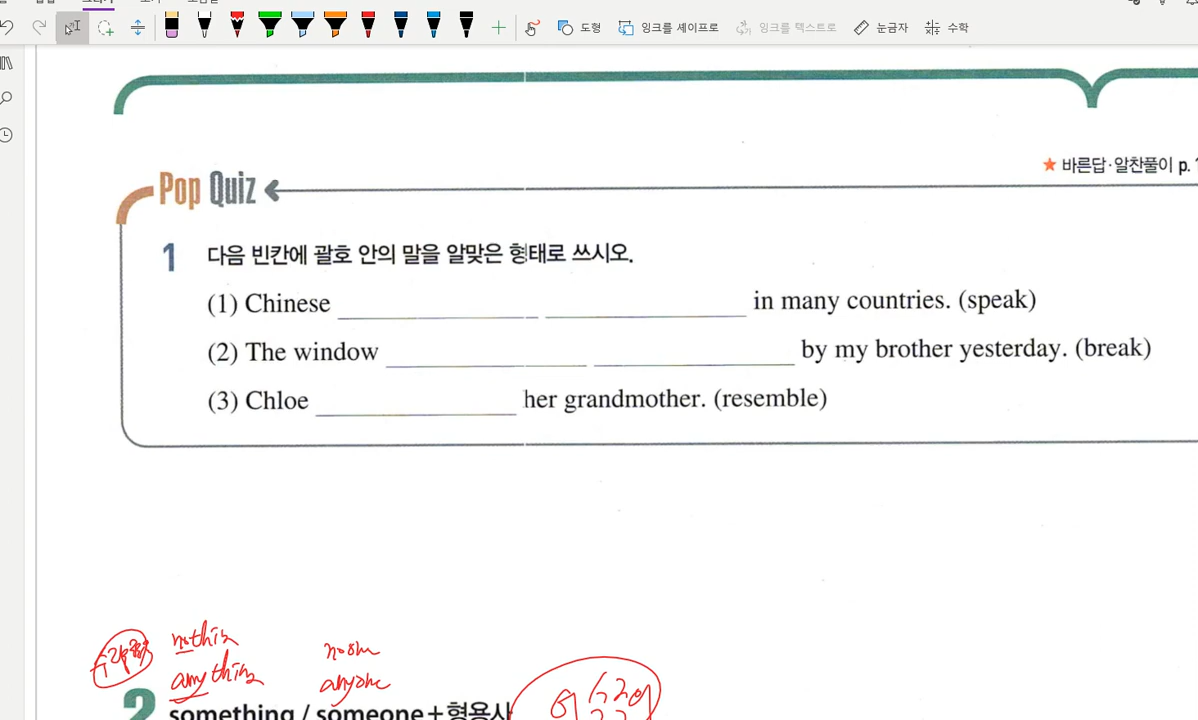 도형 잉크를 셰이프로 잉크를 텍스트로 눈금자 수학
★ 바른답·알찬풀이 p.
Pop Quiz
1 다음 빈칸에 괄호 안의 말을 알맞은 형태로 쓰시오.
(1) Chinese in many countries. (speak)
(2) The window by my brother yesterday. (break)
(3) Chloe her grandmother. (resemble)
nothing
anything anyone
2 something / someone+형용사